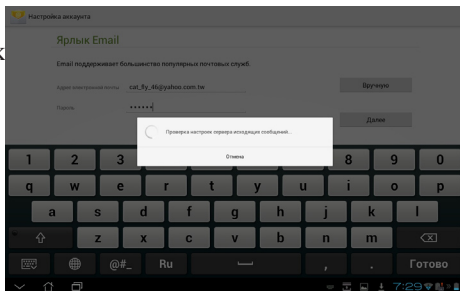 Настройка аккаунта
Ярлык Email
к
Email поддерживает большинство популярных почтовых служб.
Адрес электронной почты cat_fly_46@yahoo.com.tw
Вручную
Пароль ••••••
Далее
Проверка настроек сервера исходящих сообщений...
Отмена
1 2 3 8 9 0
q w e r t y u i o p
a s d f g h j k l
z x c v b n m
@#_ Ru , . Готово
7:29